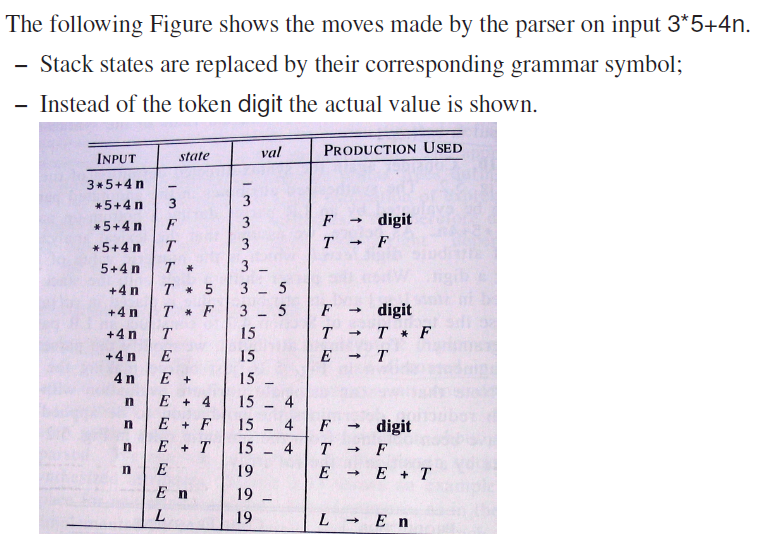 The following Figure shows the moves made by the parser on input 3*5+4n.
– Stack states are replaced by their corresponding grammar symbol;
– Instead of the token digit the actual value is shown.
INPUT state val PRODUCTION USED
3*5+4 n – –
*5+4 n 3 3
*5+4 n F 3 F → digit
*5+4 n T 3 T → F
5+4 n T * 3 –
+4 n T * 5 3 – 5
+4 n T * F 3 – 5 F → digit
+4 n T 15 T → T * F
+4 n E 15 E → T
4 n E + 15 –
n E + 4 15 – 4
n E + F 15 – 4 F → digit
n E + T 15 – 4 T → F
n E 19 E → E + T
E n 19 –
L 19 L → E n